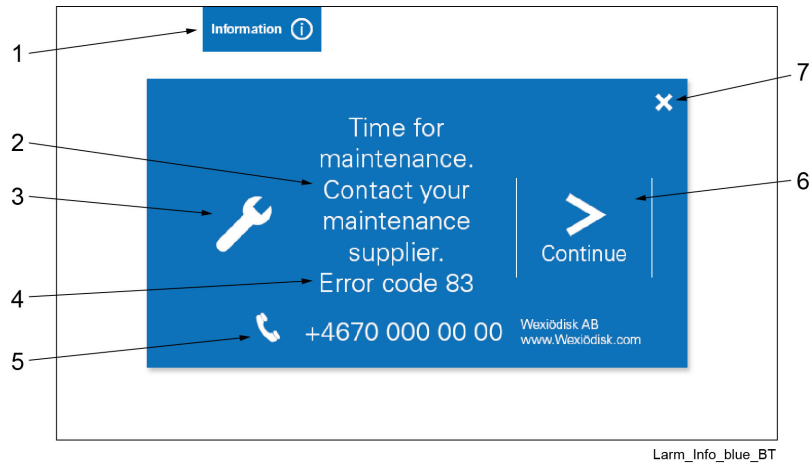 Information
1
7
2
3
4
5
6
Time for
maintenance.
Contact your
maintenance
supplier.
Error code 83
Continue
+4670 000 00 00
Wexiödisk AB
www.Wexiödisk.com
Larm_Info_blue_BT